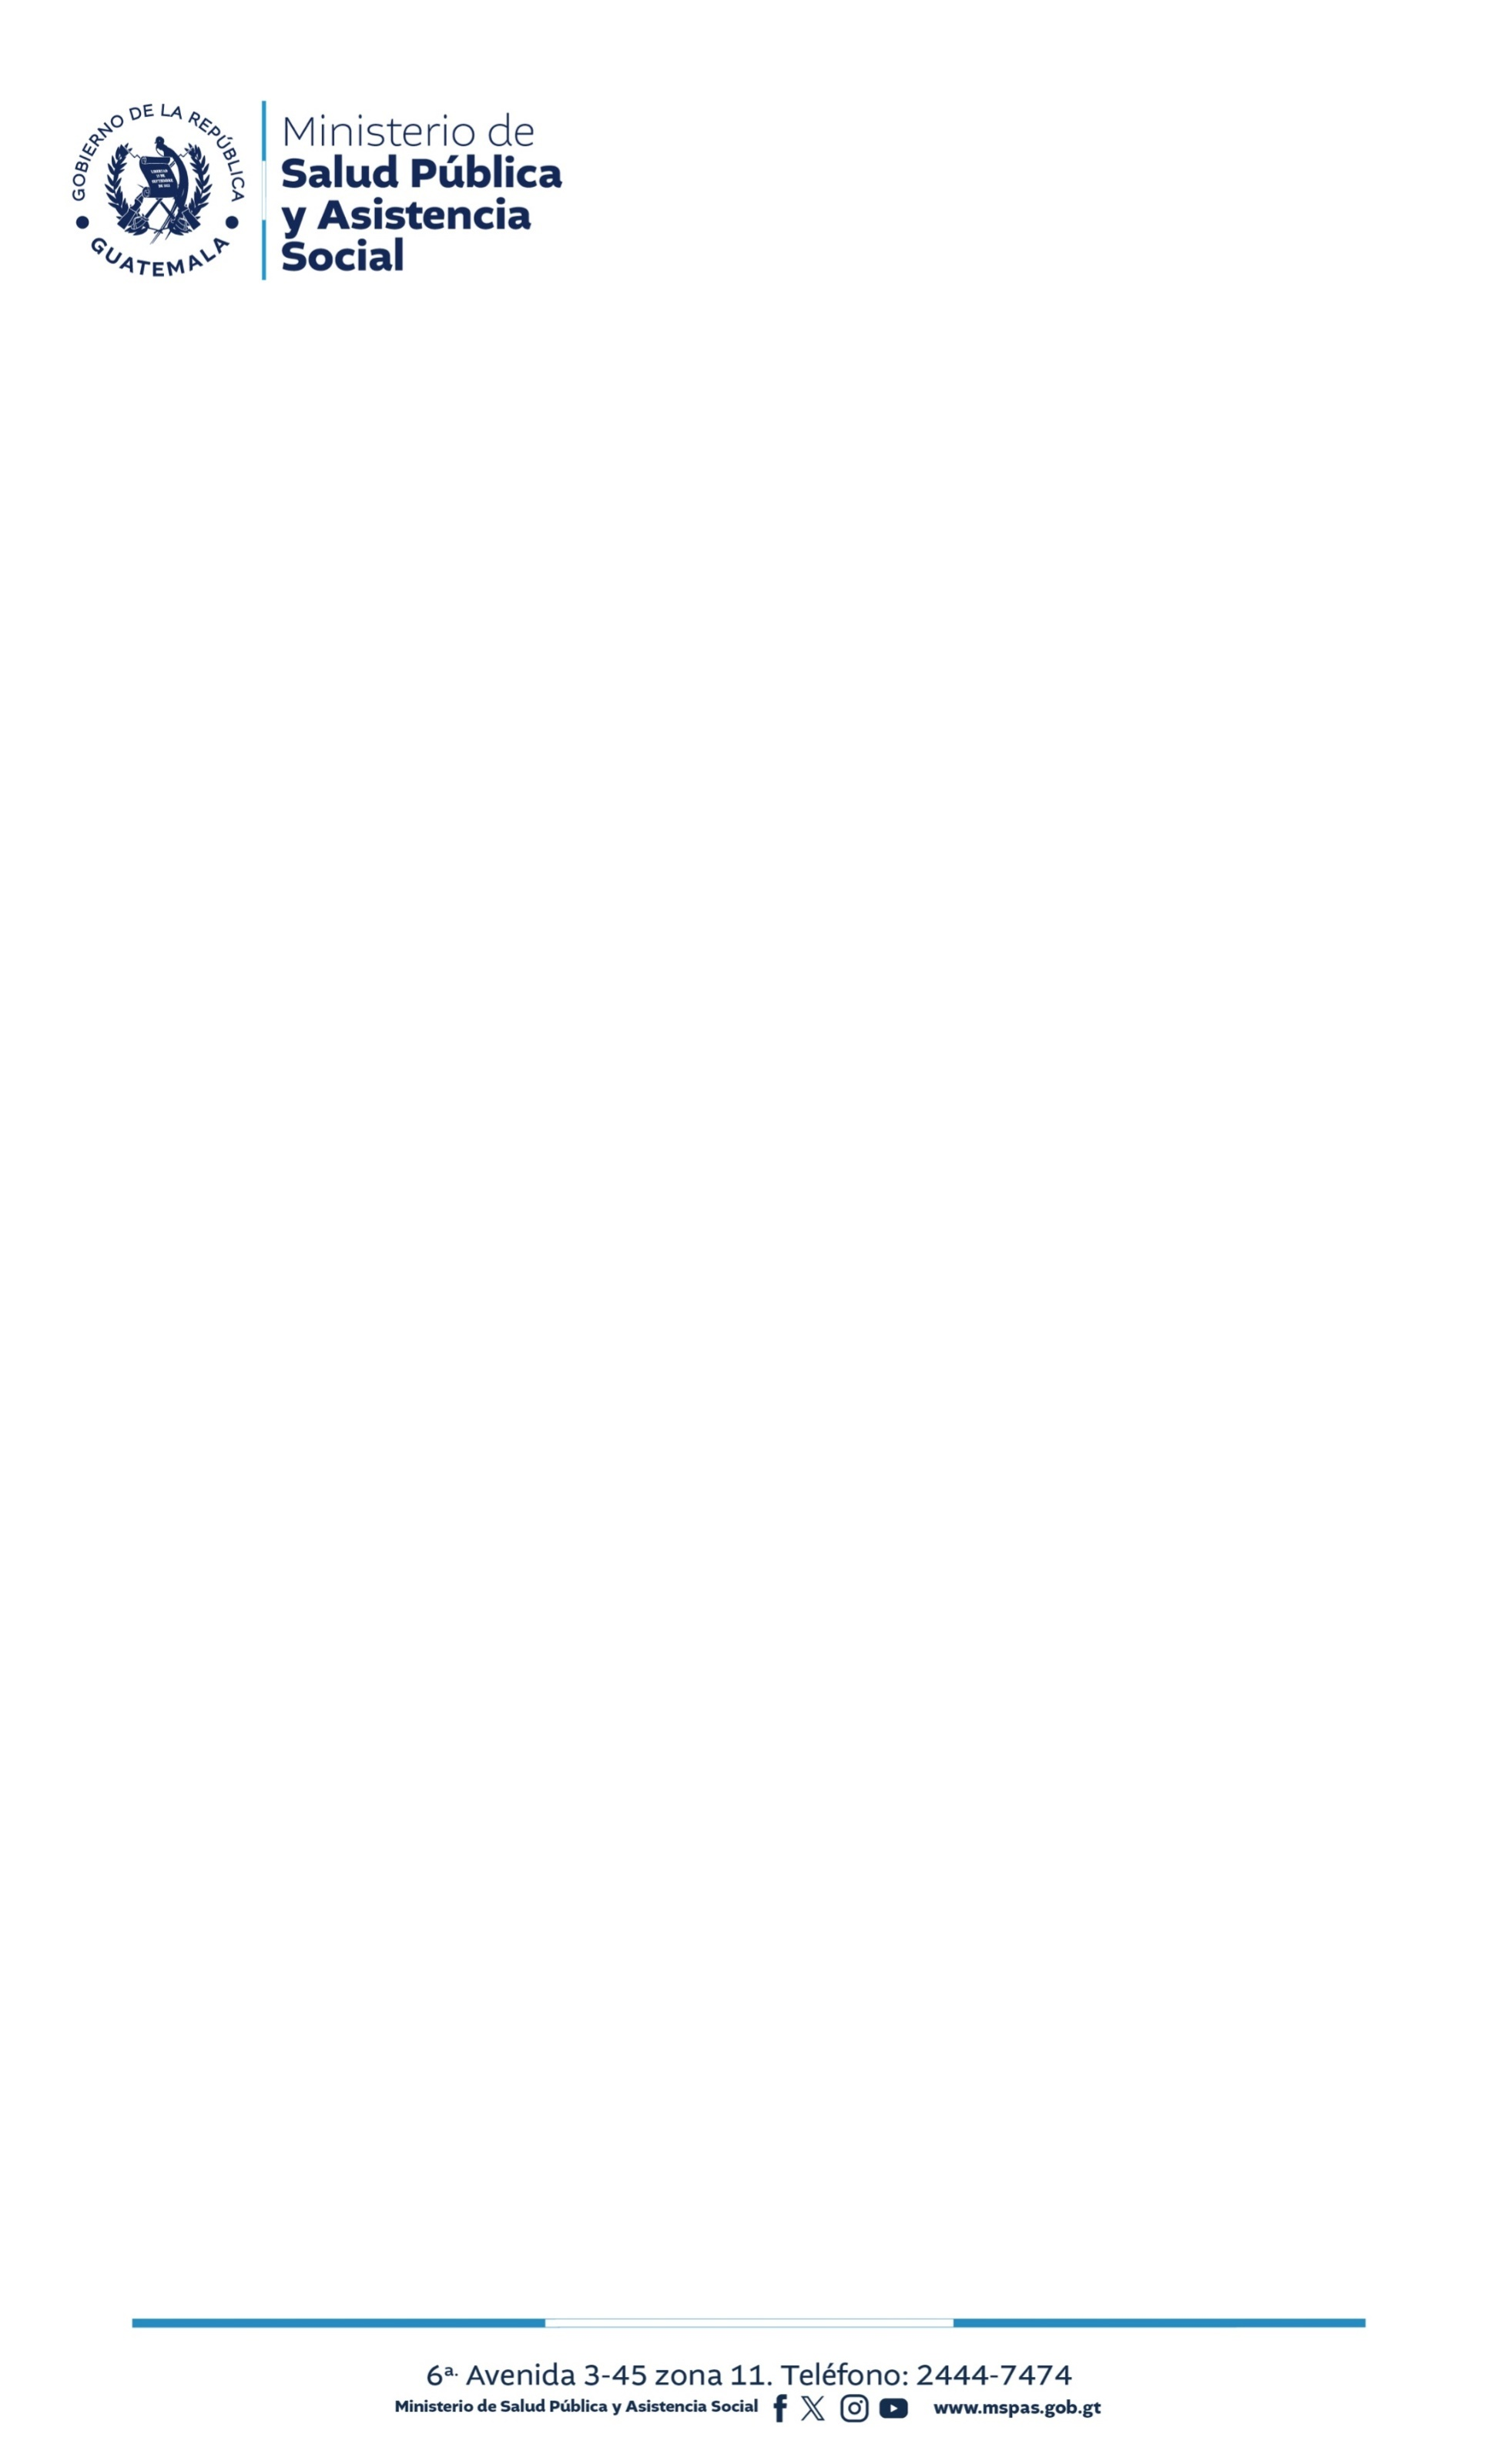 GOBIERNO DE LA REPÚBLICA
GUATEMALA
Ministerio de
Salud Pública
y Asistencia
Social
6a. Avenida 3-45 zona 11. Teléfono: 2444-7474
Ministerio de Salud Pública y Asistencia Social www.mspas.gob.gt